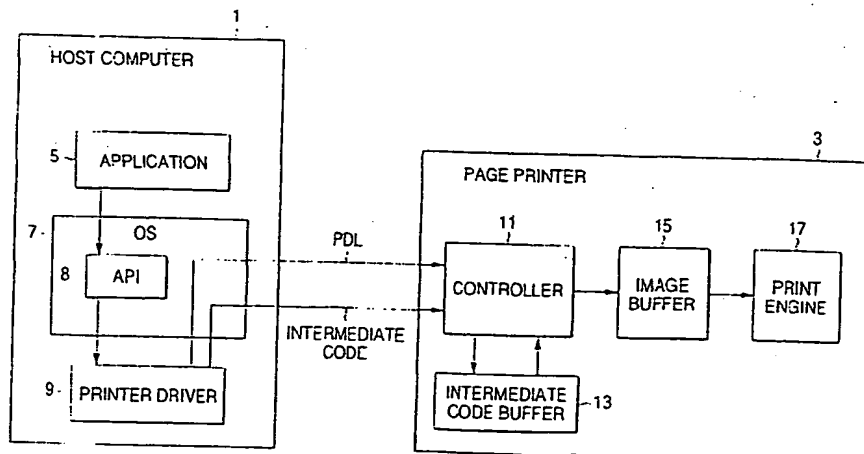 1
HOST COMPUTER
5
APPLICATION
7
OS
8
API
9
PRINTER DRIVER
PDL
INTERMEDIATE
CODE
3
PAGE PRINTER
11
CONTROLLER
15
IMAGE
BUFFER
17
PRINT
ENGINE
INTERMEDIATE
CODE BUFFER
13